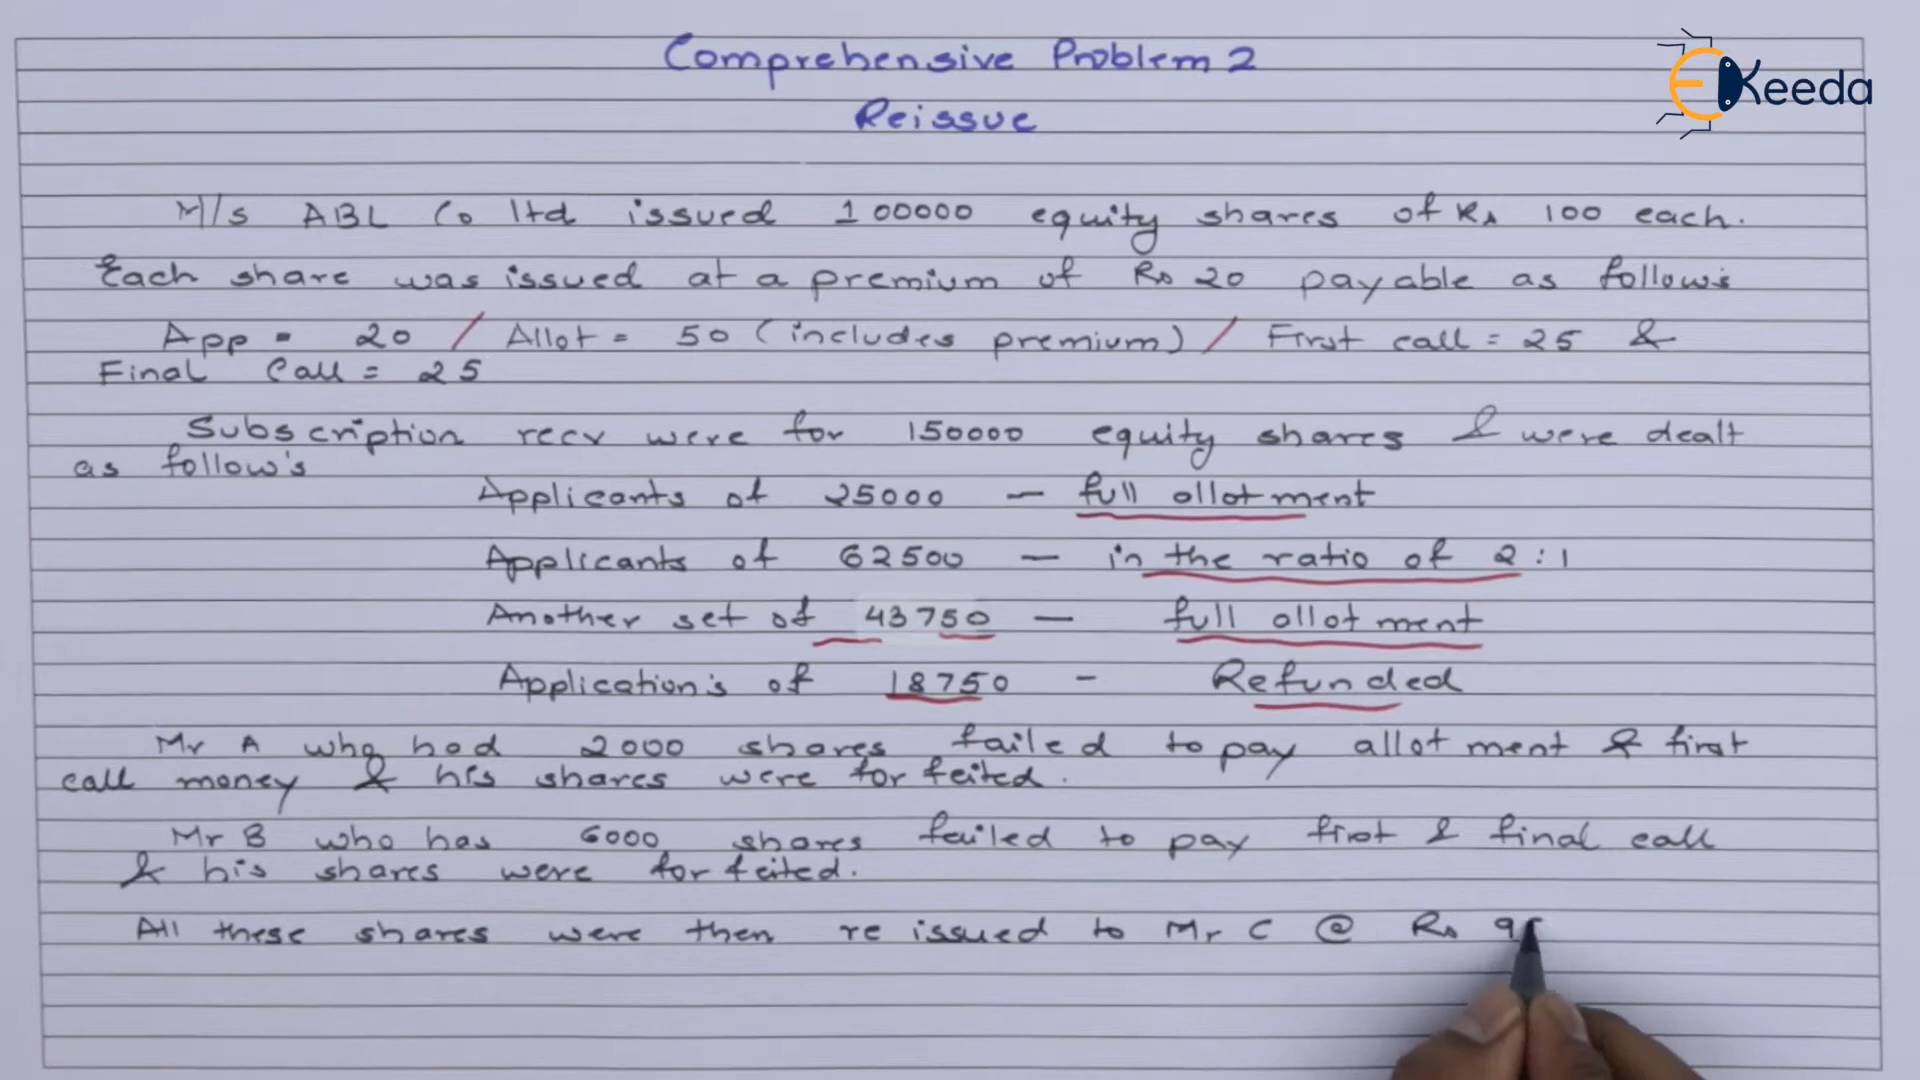 Comprehensive Problem 2
EKeeda
Reissue
M/s ABL Co ltd issued 100000 equity shares of Rs 100 each.
Each share was issued at a premium of Rs 20 payable as follows
App = 20 / Allot = 50 (includes premium) / First call = 25 &
Final Call = 25
Subscription recv were for 150000 equity shares & were dealt
as follow's
Applicants of 25000 — full allotment
Applicants of 62500 — in the ratio of 2:1
Another set of 43750 — full allotment
Application's of 18750 - Refunded
Mr A who had 2000 shares failed to pay allotment & first
call money & his shares were forfeited.
Mr B who has 6000 shares failed to pay first & final call
& his shares were forfeited.
All these shares were then re issued to Mr C @ Rs